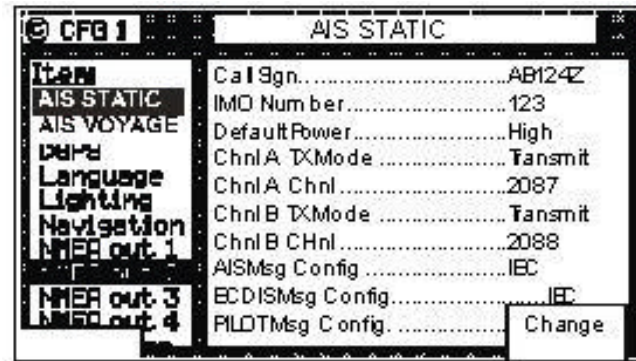 © CFG 1
AIS STATIC
Item
AIS STATIC
AIS VOYAGE
Language
Lighting
Navigation
NMEA out 1
NMEA out 3
NMEA out 4
Call Sgn..............................AB124Z
IMO Number........................123
Default Power......................High
Chnl A TXMode ..................Transmit
Chnl A Chnl........................2087
Chnl B TXMode ..................Transmit
Chnl B CHnl........................2088
AISMsg Config ....................IEC
ECDISMsg Config.........................IEC
PILOTMsg Config. ................
Change